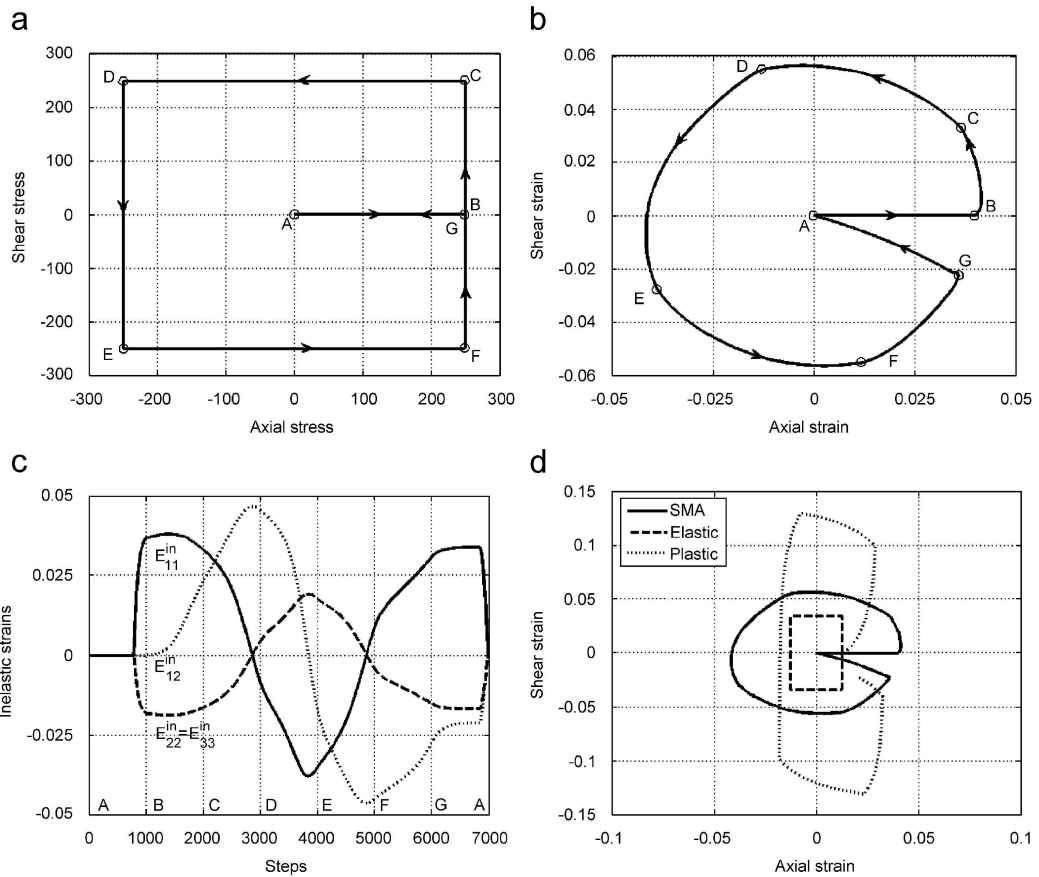 a
300
200
100
0
-100
-200
-300
-300 -200 -100 0 100 200 300
Shear stress
Axial stress
D C
A B
G
E F
b
0.06
0.04
0.02
0
-0.02
-0.04
-0.06
-0.05 -0.025 0 0.025 0.05
Shear strain
Axial strain
D
C
A B
G
E
F
c
0.05
0.025
0
-0.025
-0.05
0 1000 2000 3000 4000 5000 6000 7000
Inelastic strains
Steps
E₁₁ⁱⁿ
E₁₂ⁱⁿ
E₂₂ⁱⁿ=E₃₃ⁱⁿ
A B C D E F G A
d
0.15
0.1
0.05
0
-0.05
-0.1
-0.15
-0.1 -0.05 0 0.05 0.1
Shear strain
Axial strain
SMA
Elastic
Plastic